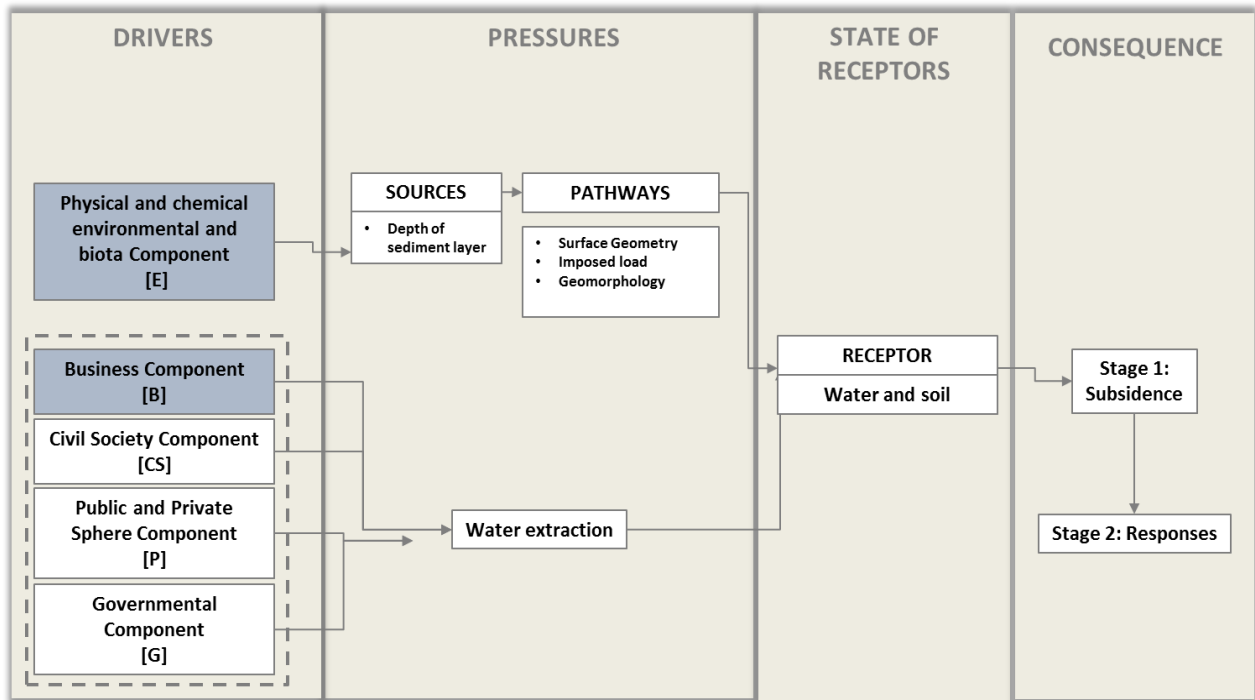 DRIVERS
PRESSURES
STATE OF
RECEPTORS
CONSEQUENCE
Physical and chemical
environmental and
biota Component
[E]
SOURCES
• Depth of
sediment layer
PATHWAYS
• Surface Geometry
• Imposed load
• Geomorphology
Business Component
[B]
Civil Society Component
[CS]
Public and Private
Sphere Component
[P]
Governmental
Component
[G]
Water extraction
RECEPTOR
Water and soil
Stage 1:
Subsidence
Stage 2: Responses